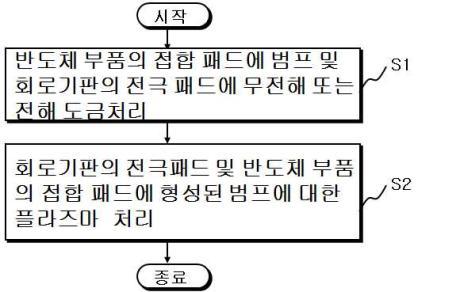 시작
반도체 부품의 접합 패드에 범프 및
회로기판의 전극 패드에 무전해 또는
전해 도금처리
S1
회로기판의 전극패드 및 반도체 부품
의 접합 패드에 형성된 범프에 대한
플라즈마 처리
S2
종료